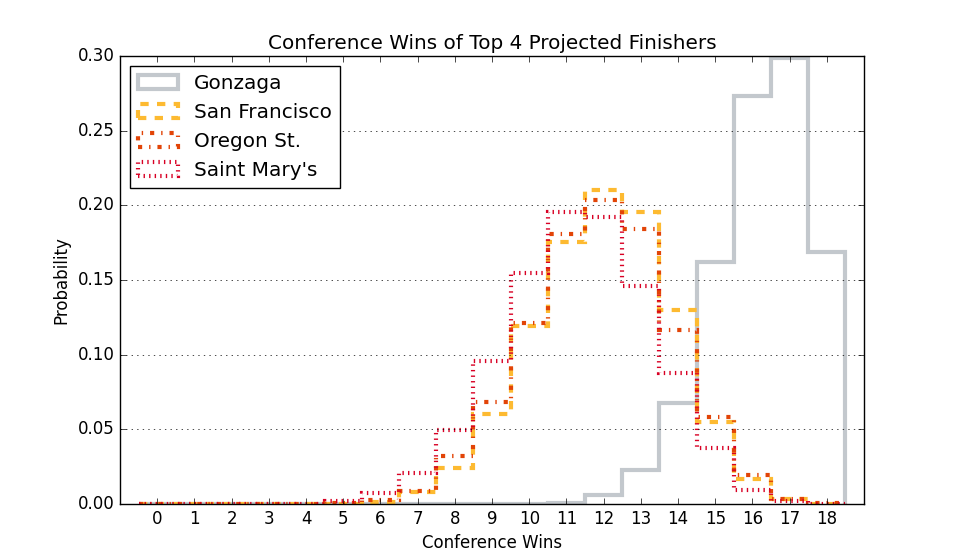 Conference Wins of Top 4 Projected Finishers
0.30
0.25
0.20
0.15
0.10
0.05
0.00
Probability
Gonzaga
San Francisco
Oregon St.
Saint Mary's
0 1 2 3 4 5 6 7 8 9 10 11 12 13 14 15 16 17 18
Conference Wins